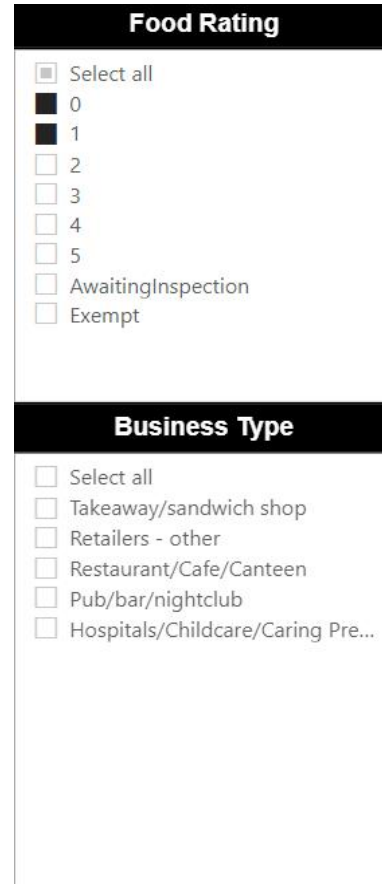 Food Rating
Select all
0
1
2
3
4
5
AwaitingInspection
Exempt
Business Type
Select all
Takeaway/sandwich shop
Retailers - other
Restaurant/Cafe/Canteen
Pub/bar/nightclub
Hospitals/Childcare/Caring Pre...